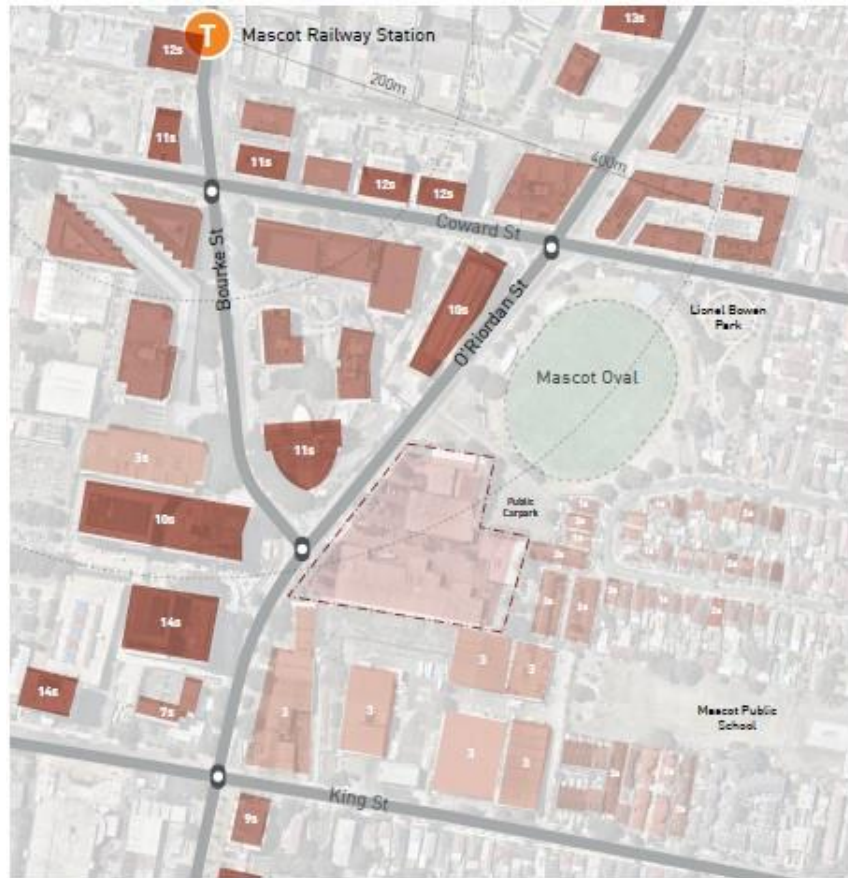 13s
T
Mascot Railway Station
12s
200m
11s
11s
400m
12s
12s
Coward St
Bourke St
10s
O'Riordan St
Lionel Bowen
Park
Mascot Oval
11s
3s
Public
Carpark
10s
14s
3
3
14s
7s
3
3
Mascot Public
School
3
3
King St
9s